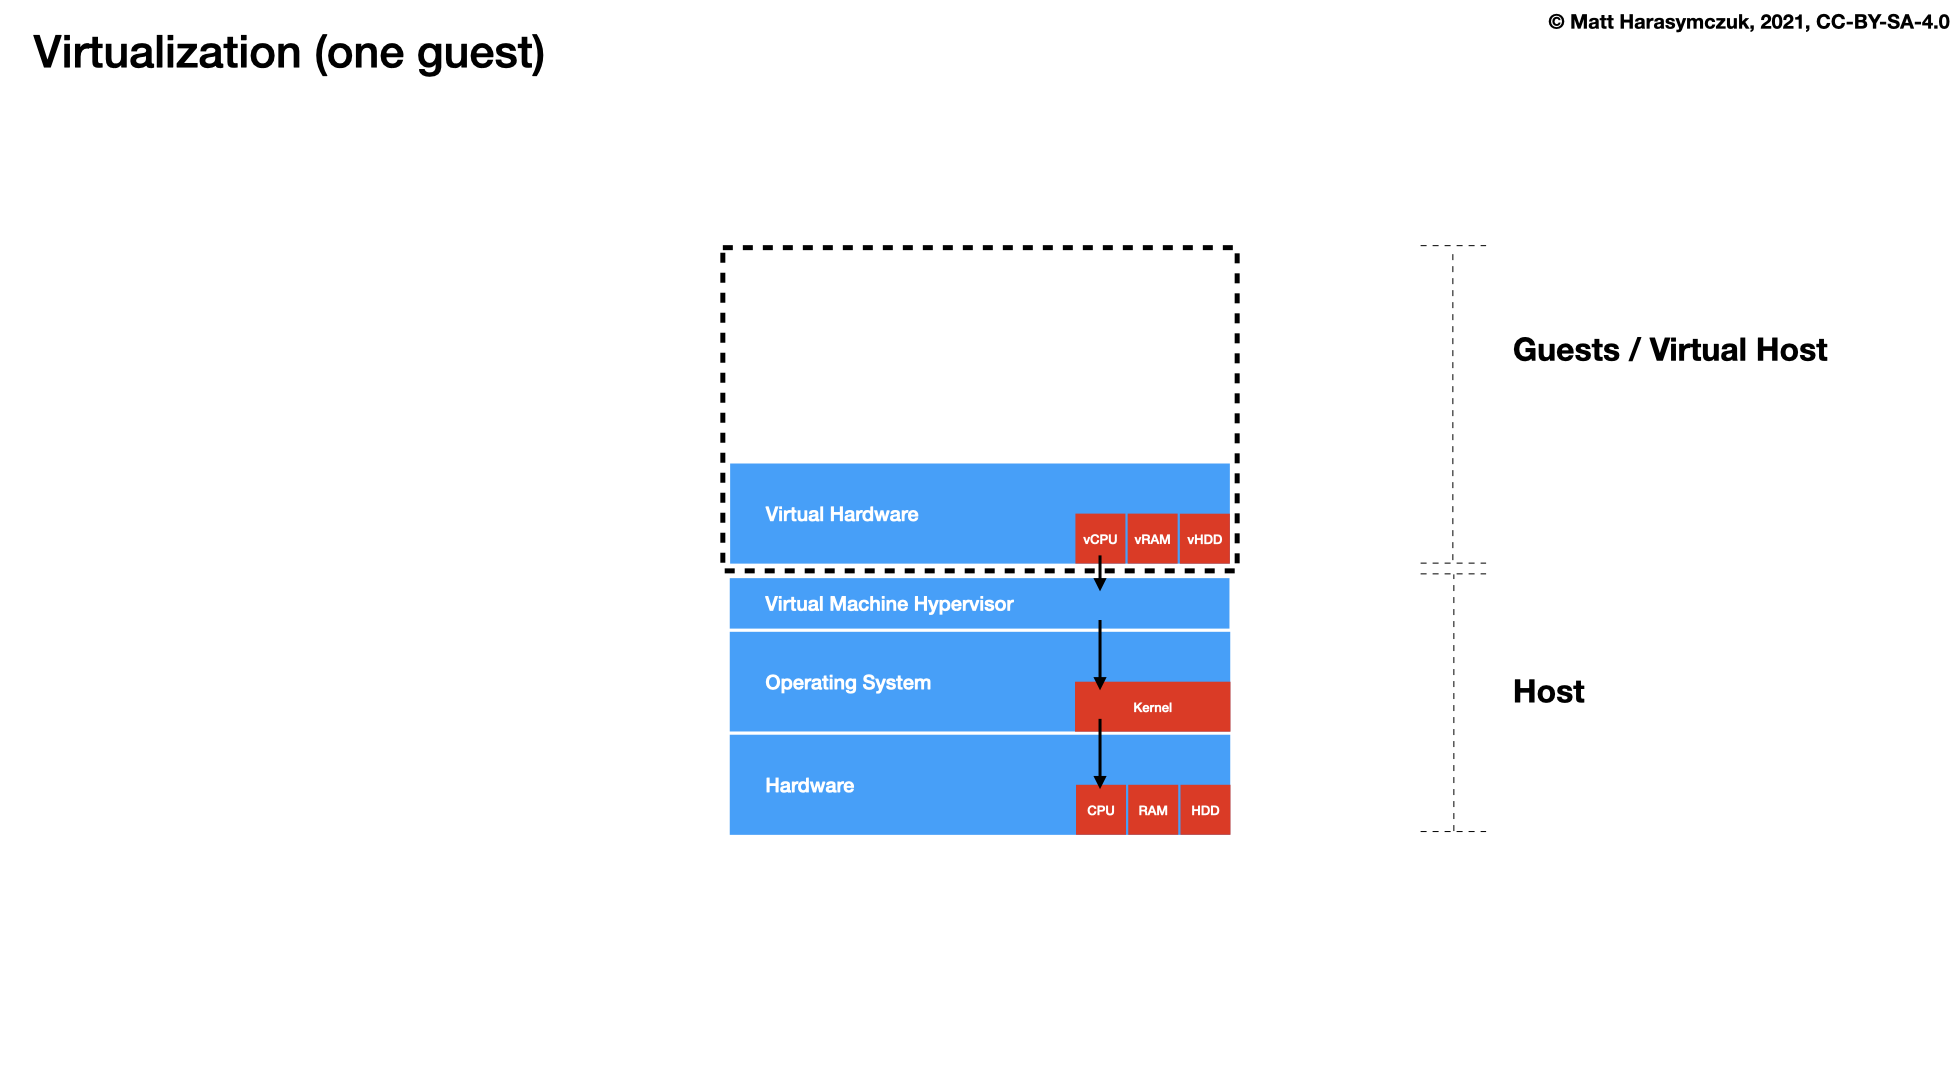 © Matt Harasymczuk, 2021, CC-BY-SA-4.0
Virtualization (one guest)
Guests / Virtual Host
Virtual Hardware
vCPU vRAM vHDD
Virtual Machine Hypervisor
Operating System
Kernel
Host
Hardware
CPU RAM HDD